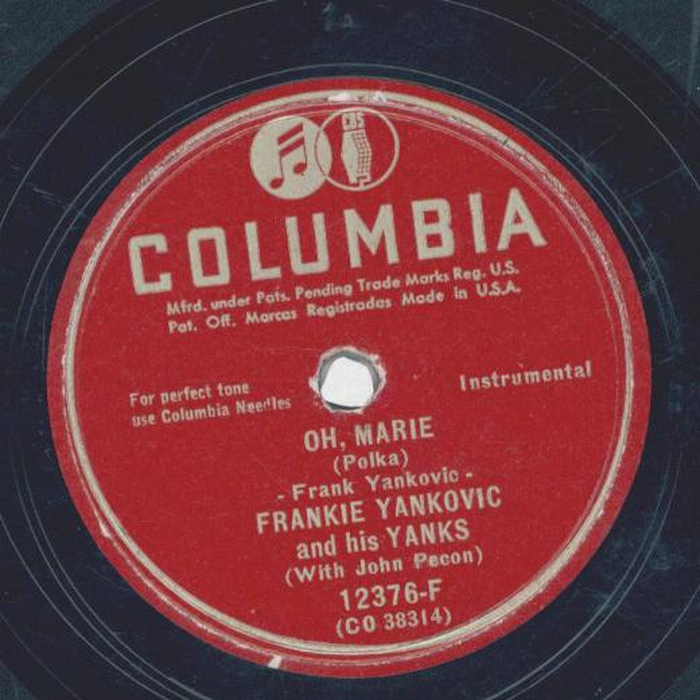 CBS
COLUMBIA
Mfrd. under Pats. Pending Trade Marks Reg. U.S.
Pat. Off. Marcas Registradas Made in U.S.A.
For perfect tone
use Columbia Needles
Instrumental
OH, MARIE
(Polka)
- Frank Yankovic -
FRANKIE YANKOVIC
and his YANKS
(With John Pecon)
12376-F
(CO 38314)